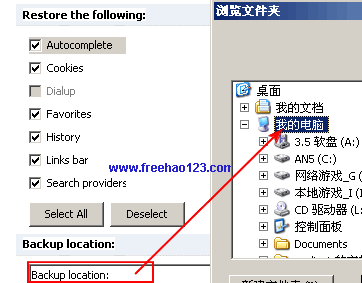 Restore the following:
Autocomplete
Cookies
Dialup
Favorites
History
Links bar
www.freehao123.com
Search providers
Select All
Deselect
Backup location:
Backup location:
浏览文件夹
桌面
我的文档
我的电脑
3.5 软盘 (A:)
AN5 (C:)
网络游戏_G (
本地游戏_I (
CD 驱动器 (
控制面板
Documents